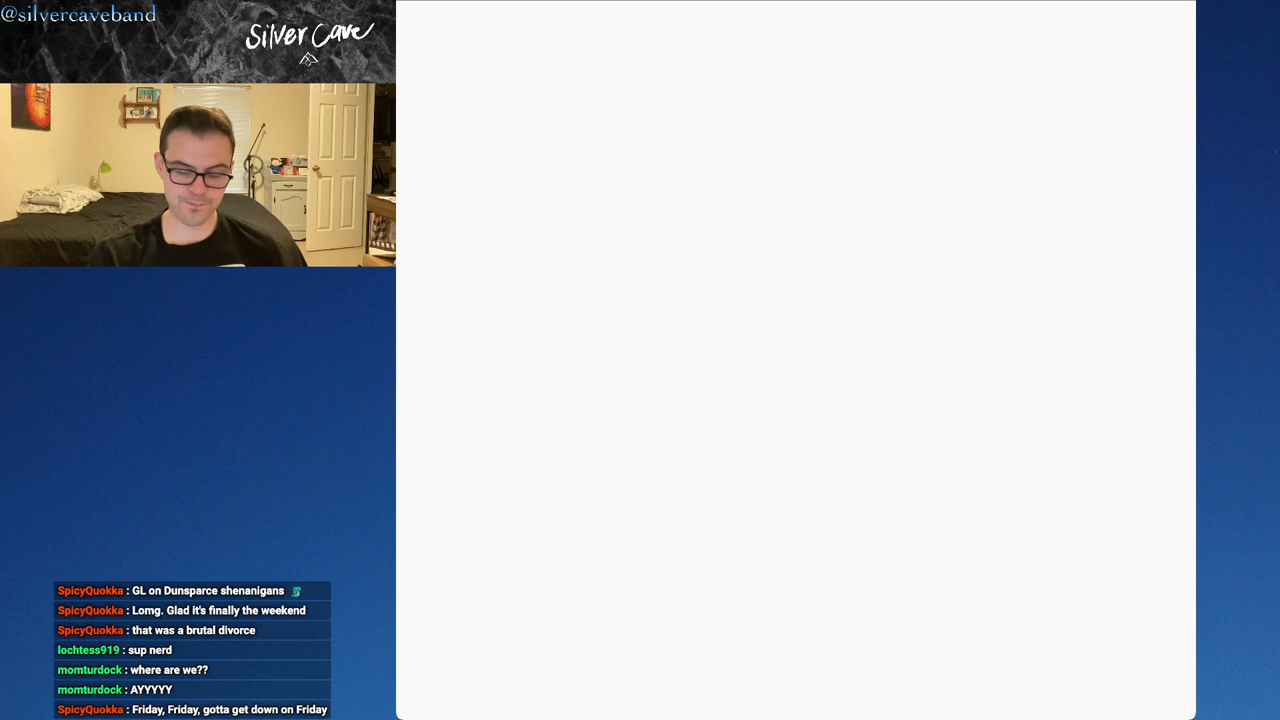 @silvercaveband
Silver Cave
SpicyQuokka : GL on Dunsparce shenanigans
SpicyQuokka : Lomg. Glad it's finally the weekend
SpicyQuokka : that was a brutal divorce
lochtess919 : sup nerd
momturdock : where are we??
momturdock : AYYYYY
SpicyQuokka : Friday, Friday, gotta get down on Friday